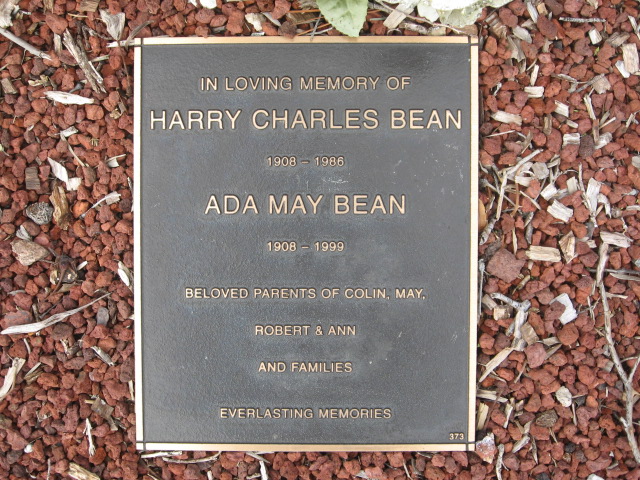 IN LOVING MEMORY OF
HARRY CHARLES BEAN
1908 – 1986
ADA MAY BEAN
1908 – 1999
BELOVED PARENTS OF COLIN, MAY,
ROBERT & ANN
AND FAMILIES
EVERLASTING MEMORIES
373